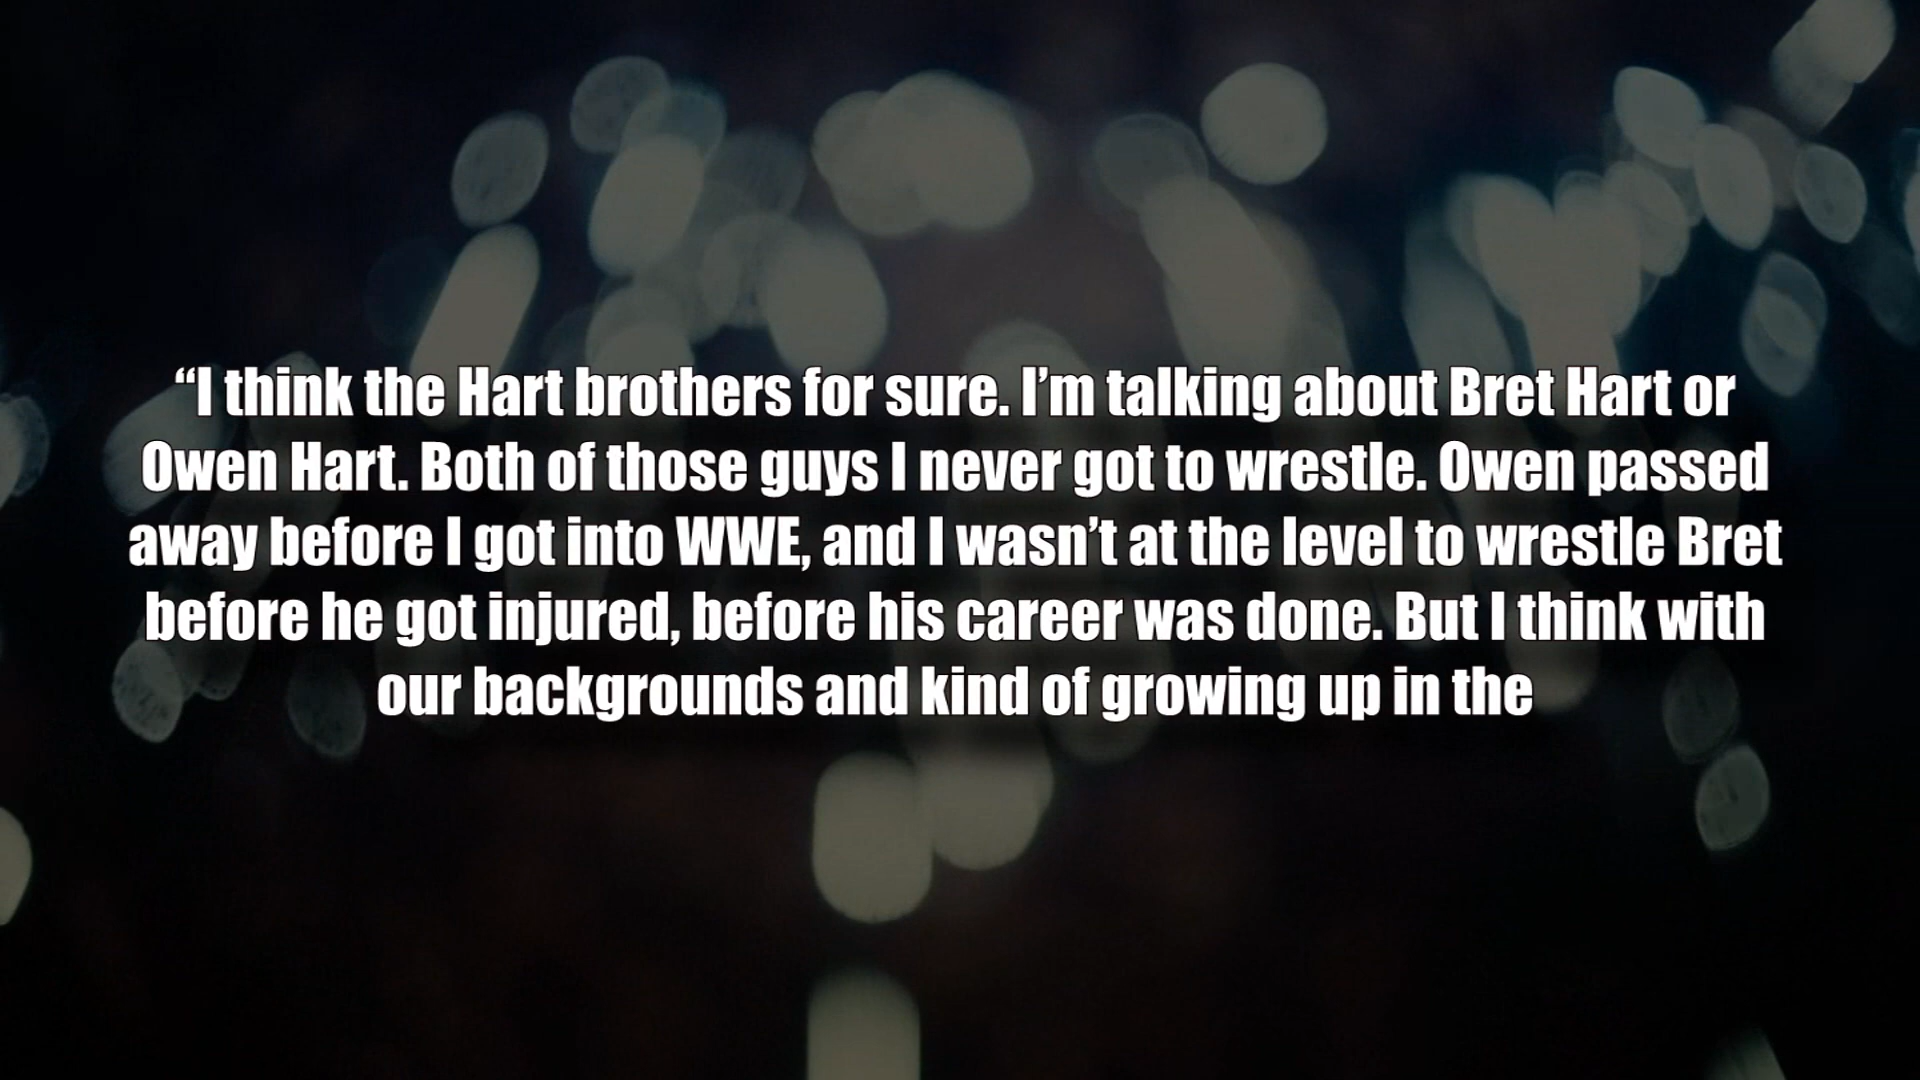 “I think the Hart brothers for sure. I’m talking about Bret Hart or
Owen Hart. Both of those guys I never got to wrestle. Owen passed
away before I got into WWE, and I wasn’t at the level to wrestle Bret
before he got injured, before his career was done. But I think with
our backgrounds and kind of growing up in the